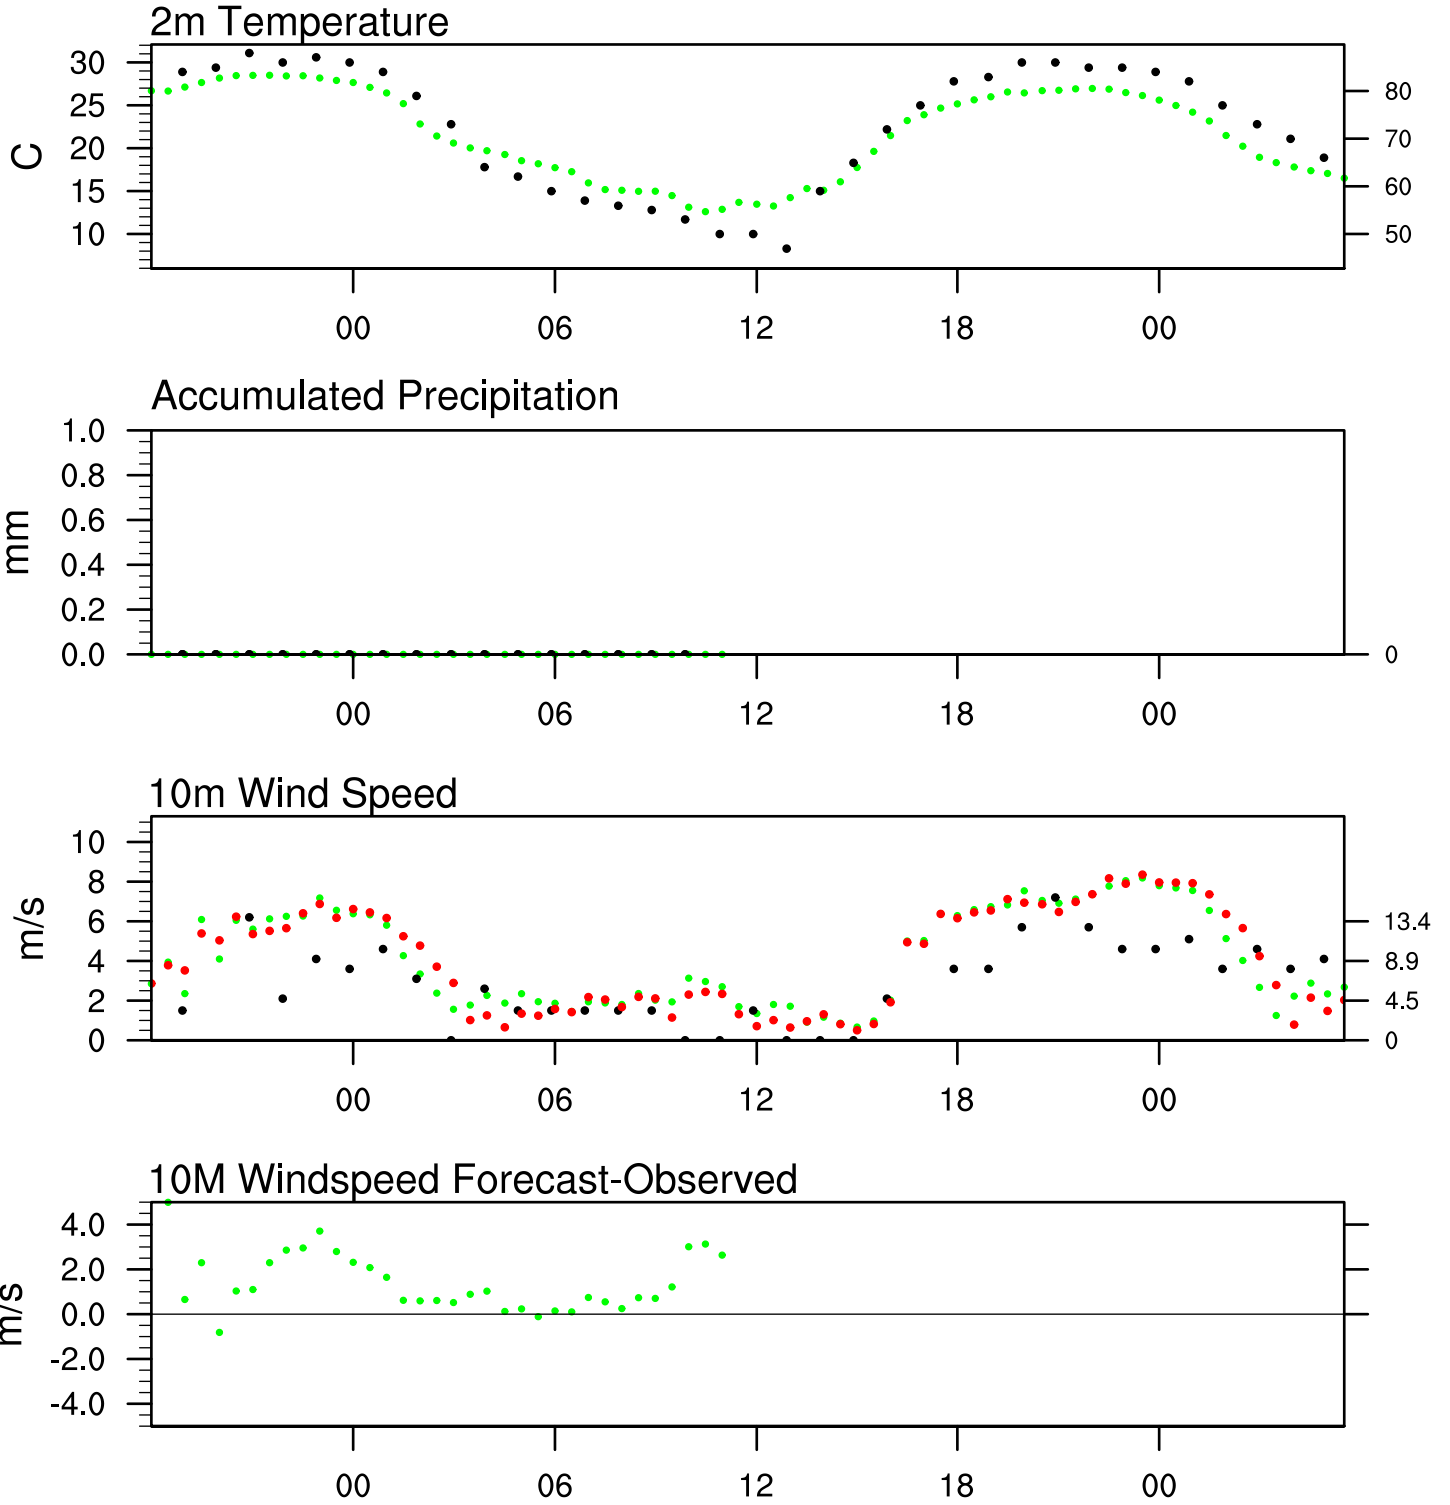 2m Temperature
C
30
25
20
15
10
80
70
60
50
00 06 12 18 00
Accumulated Precipitation
mm
1.0
0.8
0.6
0.4
0.2
0.0
0
00 06 12 18 00
10m Wind Speed
m/s
10
8
6
4
2
0
13.4
8.9
4.5
0
00 06 12 18 00
10M Windspeed Forecast-Observed
m/s
4.0
2.0
0.0
-2.0
-4.0
00 06 12 18 00